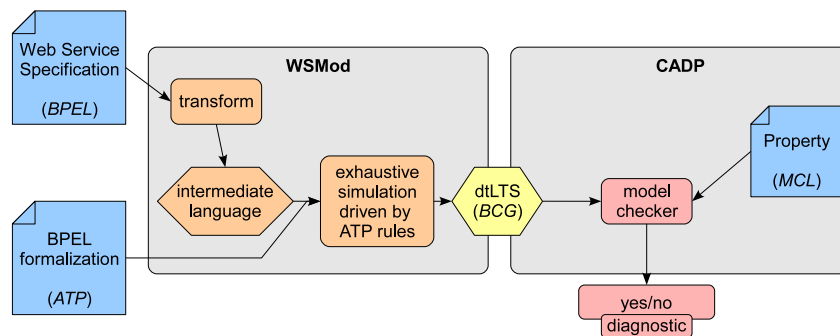 Web Service
Specification
(BPEL)
WSMod
transform
intermediate
language
exhaustive
simulation
driven by
ATP rules
BPEL
formalization
(ATP)
dtLTS
(BCG)
CADP
Property
(MCL)
model
checker
yes/no
diagnostic